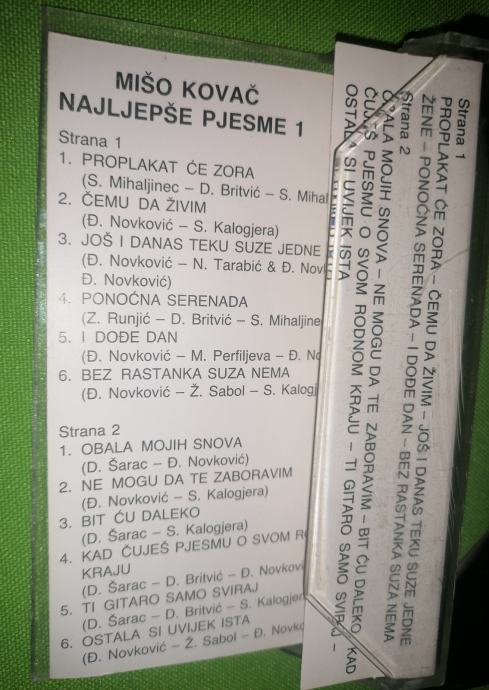 MIŠO KOVAČ
NAJLJEPŠE PJESME 1
Strana 1
1. PROPLAKAT ĆE ZORA
(S. Mihaljinec – D. Britvić – S. Mihal
2. ČEMU DA ŽIVIM
(Đ. Novković – S. Kalogjera)
3. JOŠ I DANAS TEKU SUZE JEDNE
(Đ. Novković – N. Tarabić & Đ. Nov
Đ. Novković)
4. PONOĆNA SERENADA
(Z. Runjić – D. Britvić – S. Mihaljine
5. I DOĐE DAN
(Đ. Novković – M. Perfiljeva – Đ. No
6. BEZ RASTANKA SUZA NEMA
(Đ. Novković – Ž. Sabol – S. Kalogj
Strana 2
1. OBALA MOJIH SNOVA
(D. Šarac – Đ. Novković)
2. NE MOGU DA TE ZABORAVIM
(Đ. Novković – S. Kalogjera)
3. BIT ĆU DALEKO
(D. Šarac – S. Kalogjera)
4. KAD ČUJEŠ PJESMU O SVOM R
KRAJU
(D. Šarac – D. Britvić – Đ. Novkovi
5. TI GITARO SAMO SVIRAJ
(D. Šarac – D. Britvić – S. Kalogjer
6. OSTALA SI UVIJEK ISTA
(Đ. Novković – Ž. Sabol – Đ. Novko
Strana 1
PROPLAKAT ĆE ZORA – ČEMU DA ŽIVIM – JOŠ I DANAS TEKU SUZE JEDNE
ŽENE – PONOĆNA SERENADA – I DOĐE DAN – BEZ RASTANKA SUZA NEMA
Strana 2
OBALA MOJIH SNOVA – NE MOGU DA TE ZABORAVIM – BIT ĆU DALEKO – KAD
ČUJEŠ PJESMU O SVOM RODNOM KRAJU – TI GITARO SAMO SVIRAJ –
OSTALA SI UVIJEK ISTA